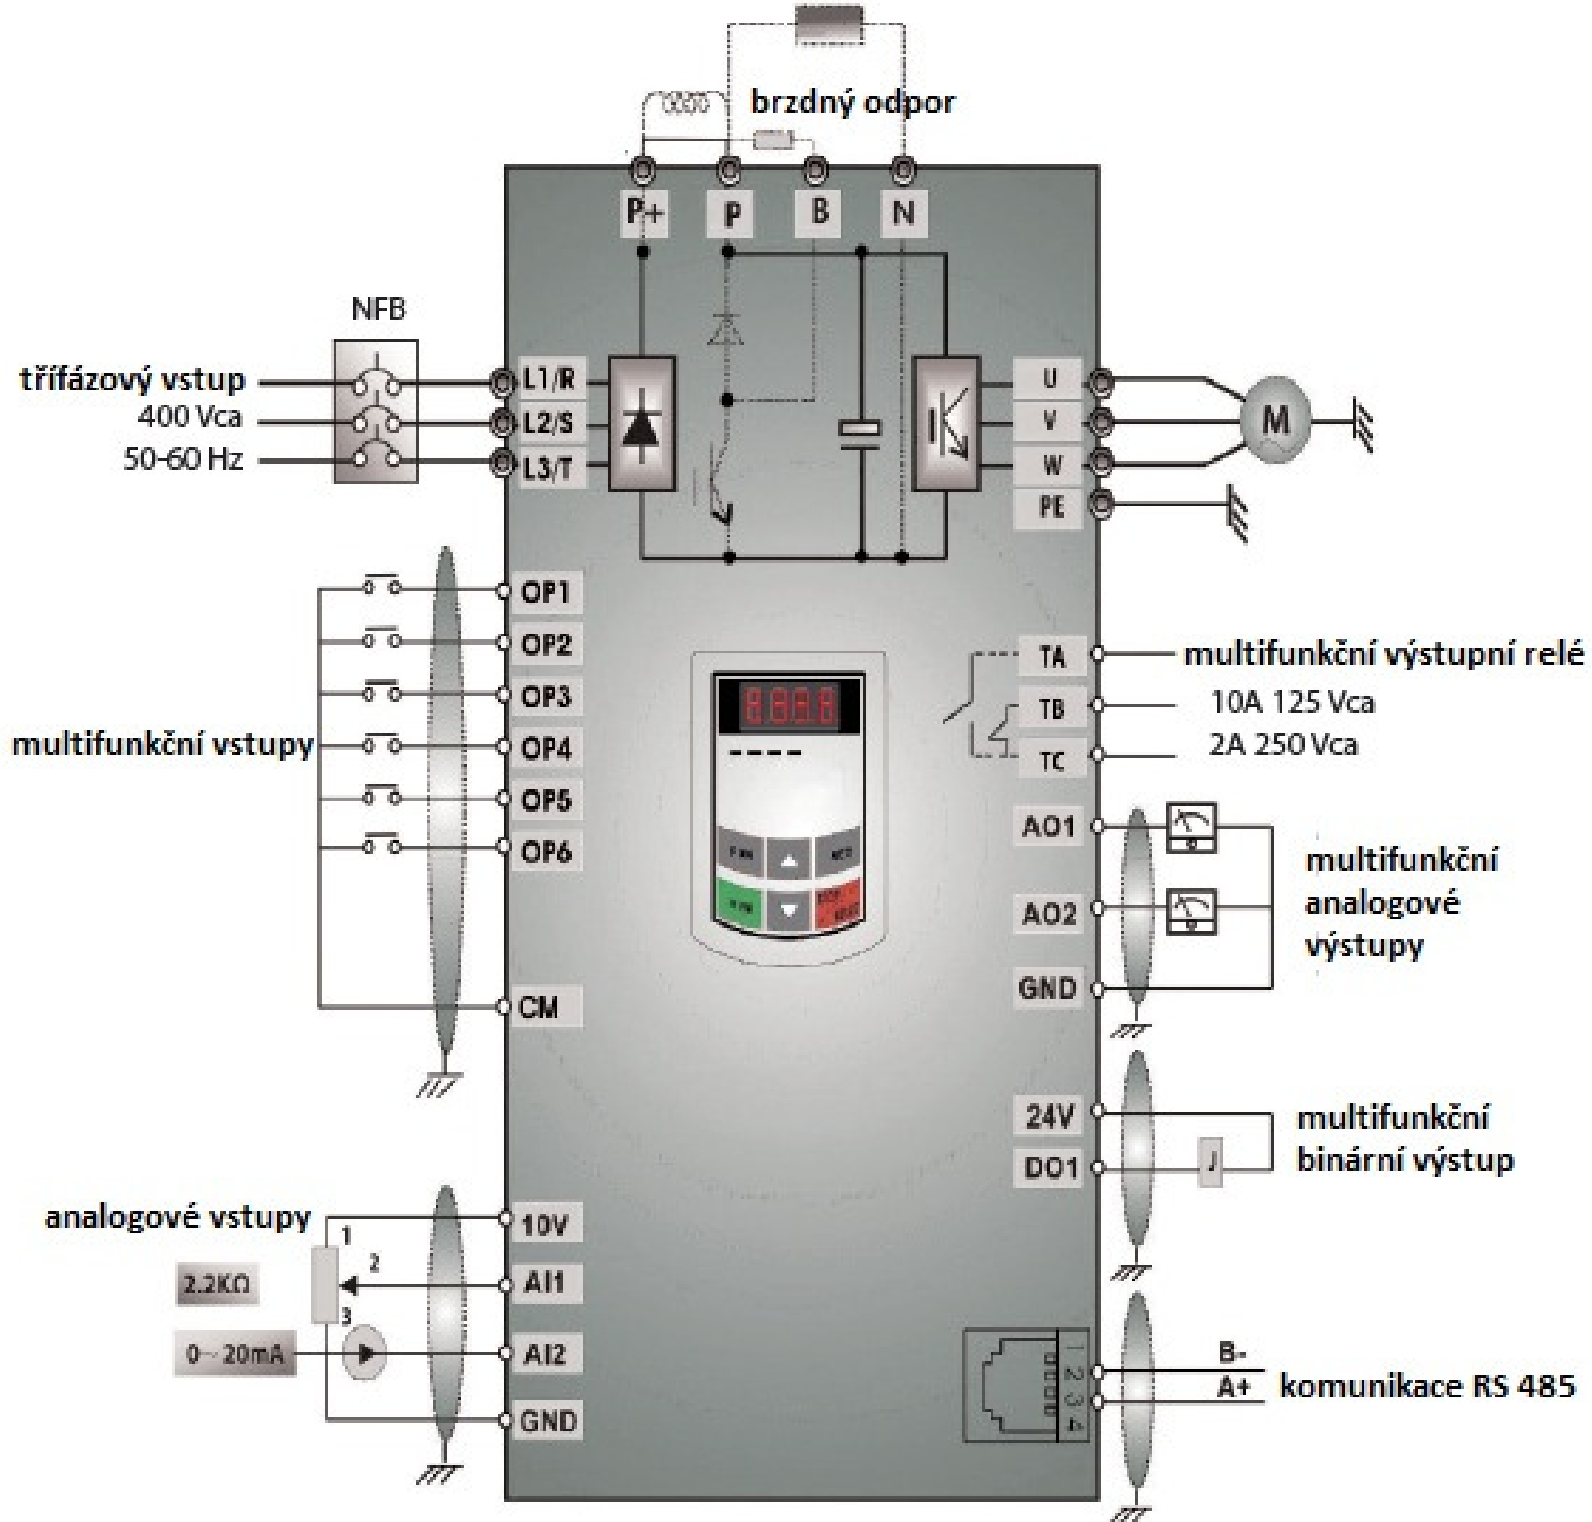 brzdný odpor
P+ P B N
NFB
třífázový vstup
400 Vca
50-60 Hz
L1/R
L2/S
L3/T
U
V
W
PE
M
OP1
OP2
OP3
OP4
OP5
OP6
CM
multifunkční vstupy
TA
TB
TC
multifunkční výstupní relé
10A 125 Vca
2A 250 Vca
AO1
AO2
GND
multifunkční
analogové
výstupy
24V
DO1
multifunkční
binární výstup
J
analogové vstupy
1
2
3
2.2KΩ
0~20mA
10V
AI1
AI2
GND
1
2
3
4
B-
A+
komunikace RS 485